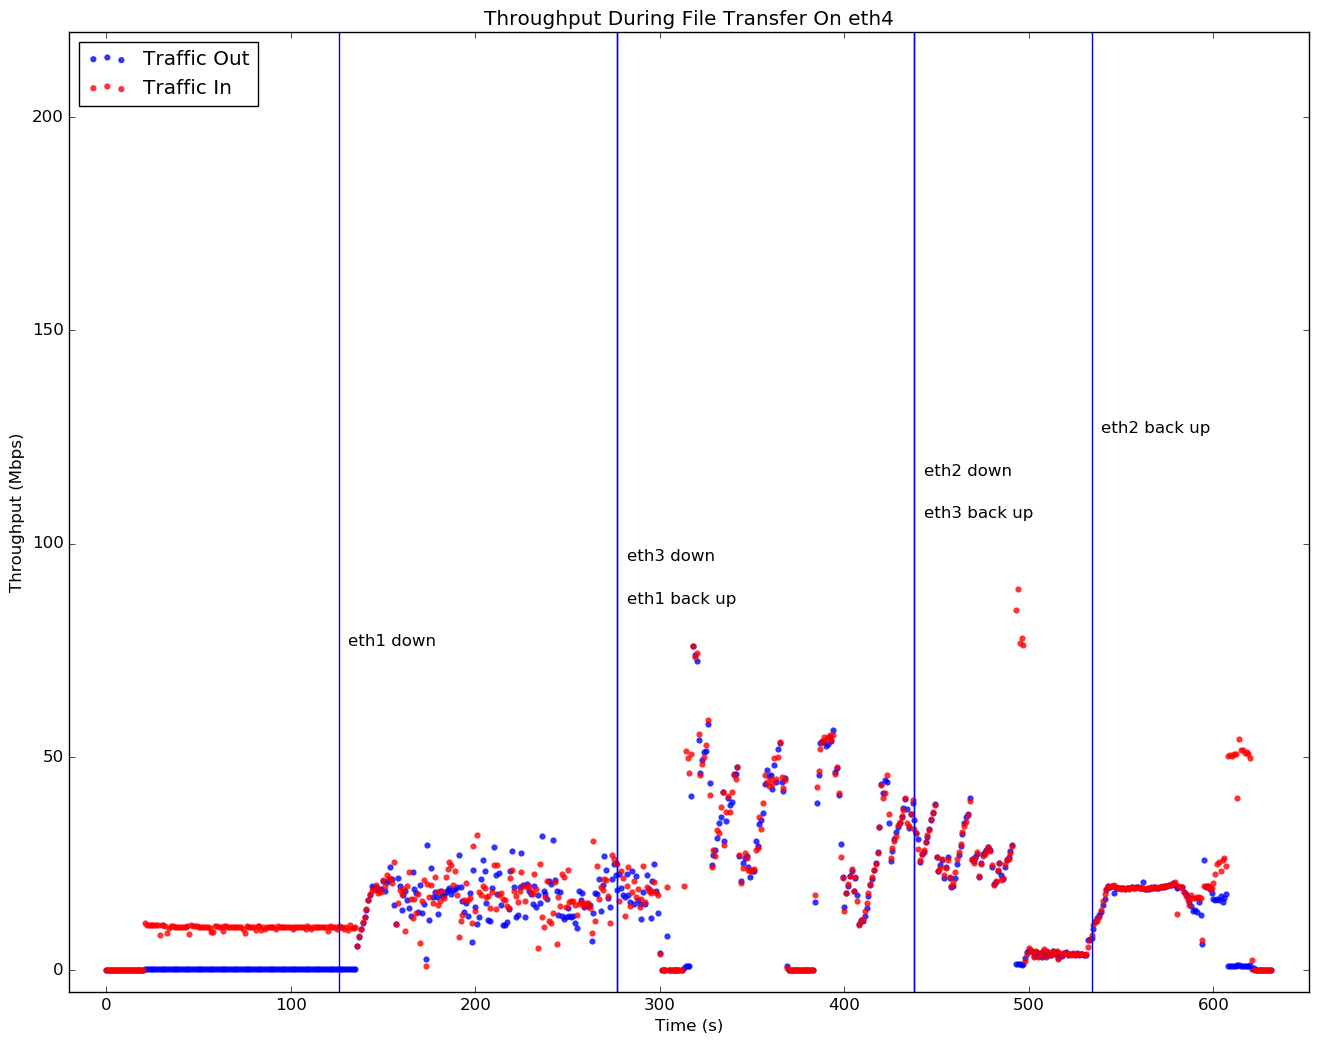 Throughput During File Transfer On eth4
Traffic Out
Traffic In
200
150
100
50
0
Throughput (Mbps)
eth1 down
eth3 down
eth1 back up
eth2 down
eth3 back up
eth2 back up
0 100 200 300 400 500 600
Time (s)